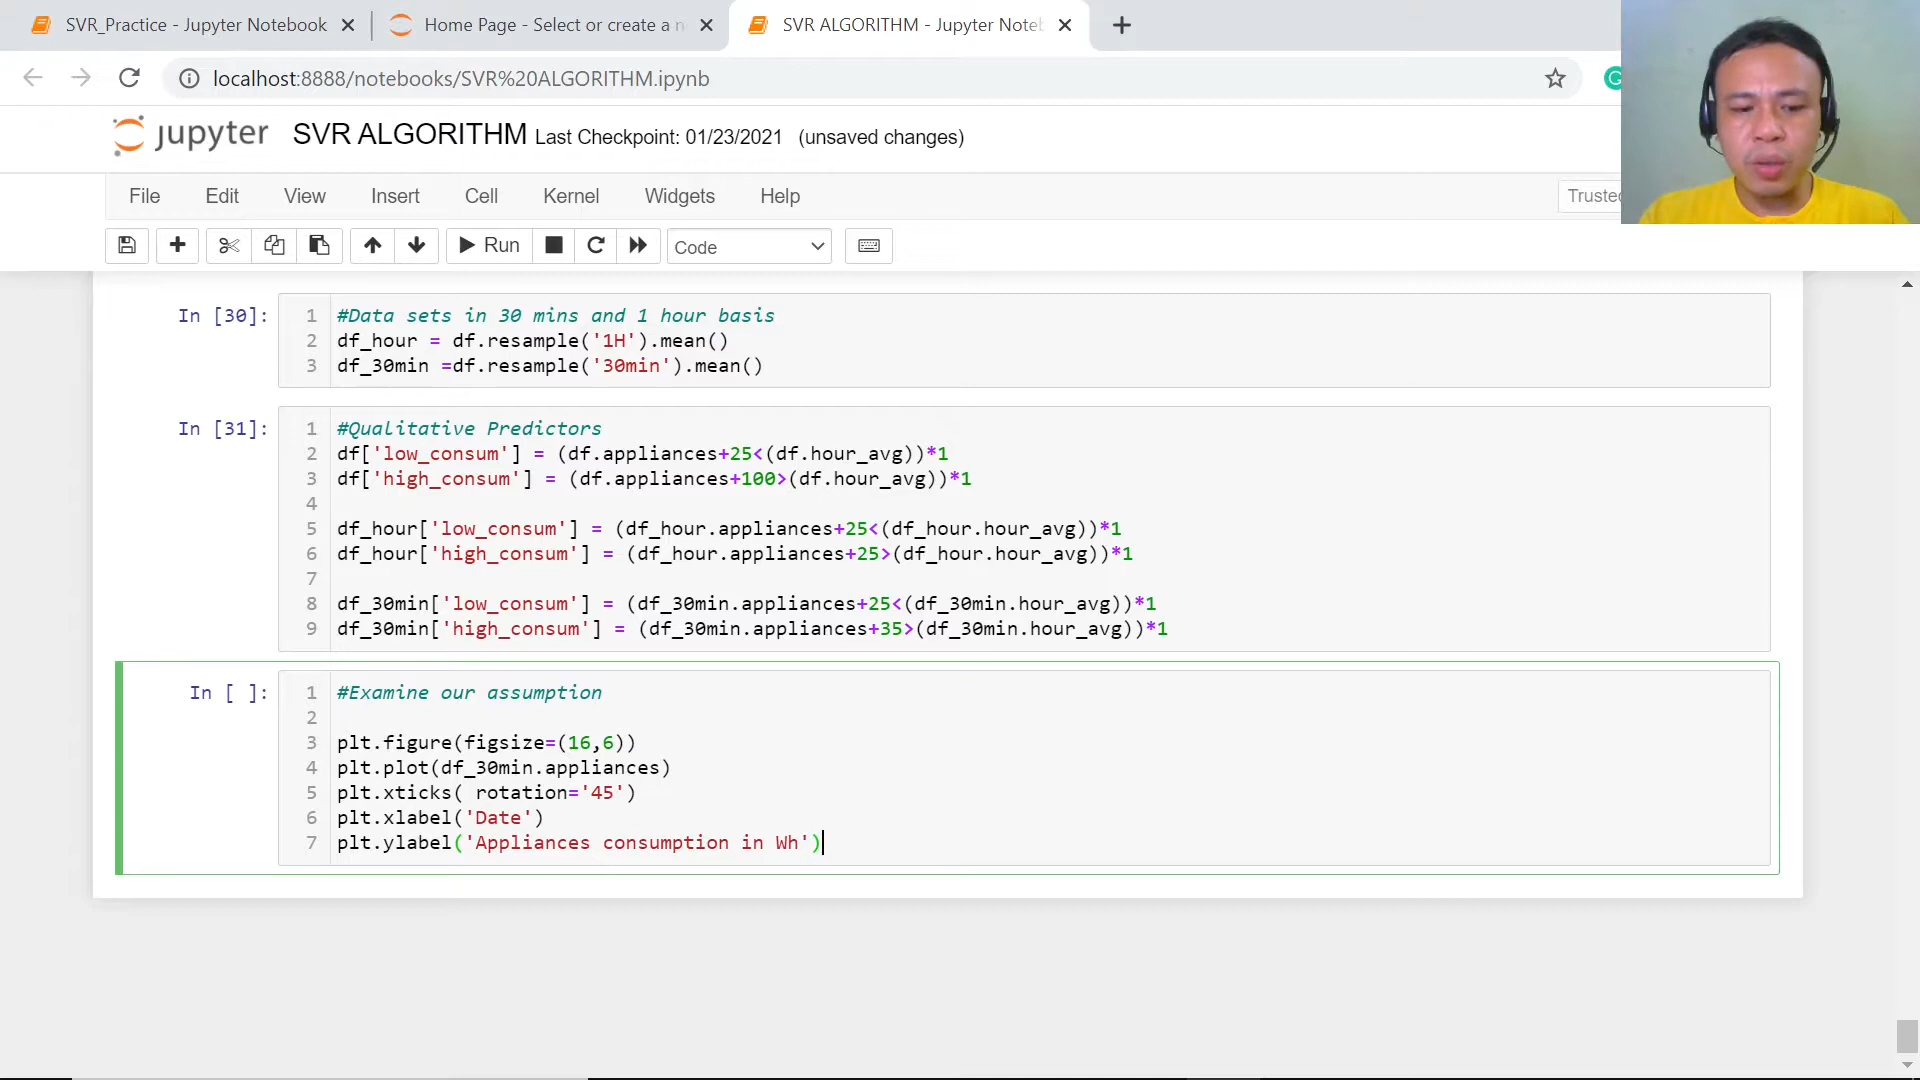 SVR_Practice - Jupyter Notebook
Home Page - Select or create a n
SVR ALGORITHM - Jupyter Note
localhost:8888/notebooks/SVR%20ALGORITHM.ipynb
jupyter SVR ALGORITHM Last Checkpoint: 01/23/2021 (unsaved changes)
File Edit View Insert Cell Kernel Widgets Help Trusted
Run Code
In [30]:
1 #Data sets in 30 mins and 1 hour basis
2 df_hour = df.resample('1H').mean()
3 df_30min =df.resample('30min').mean()
In [31]:
1 #Qualitative Predictors
2 df['low_consum'] = (df.appliances+25<(df.hour_avg))*1
3 df['high_consum'] = (df.appliances+100>(df.hour_avg))*1
4
5 df_hour['low_consum'] = (df_hour.appliances+25<(df_hour.hour_avg))*1
6 df_hour['high_consum'] = (df_hour.appliances+25>(df_hour.hour_avg))*1
7
8 df_30min['low_consum'] = (df_30min.appliances+25<(df_30min.hour_avg))*1
9 df_30min['high_consum'] = (df_30min.appliances+35>(df_30min.hour_avg))*1
In [ ]:
1 #Examine our assumption
2
3 plt.figure(figsize=(16,6))
4 plt.plot(df_30min.appliances)
5 plt.xticks( rotation='45')
6 plt.xlabel('Date')
7 plt.ylabel('Appliances consumption in Wh')